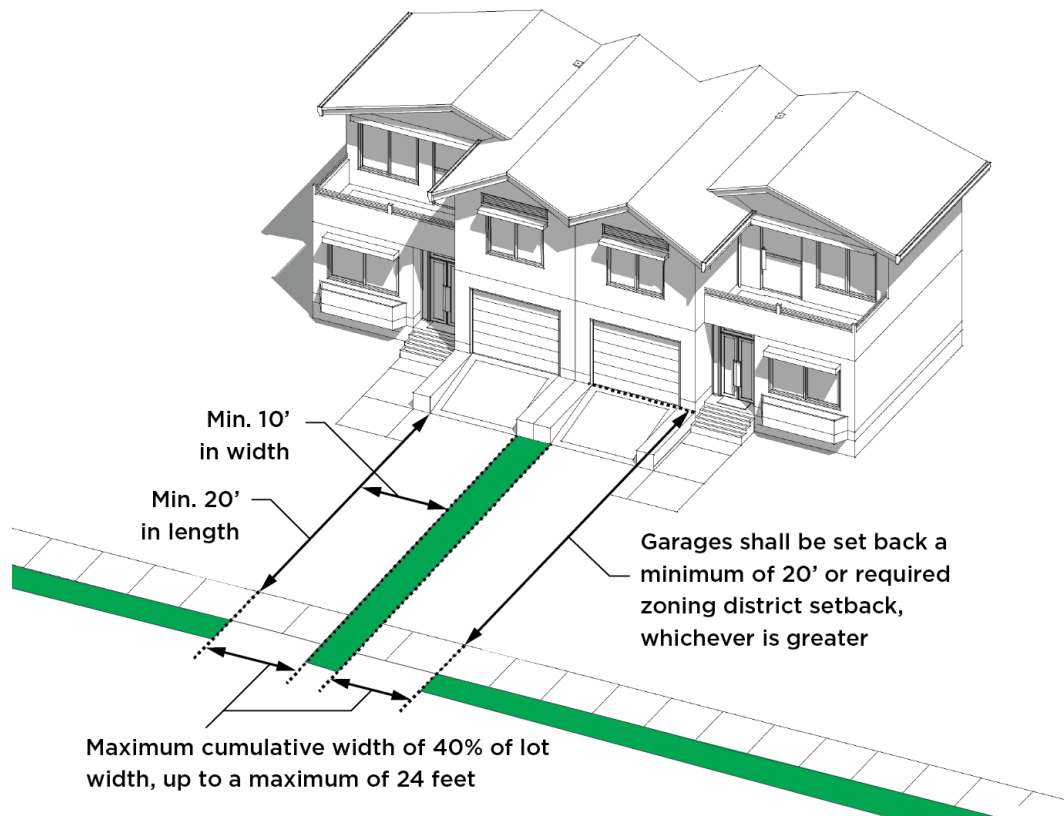 Min. 10’
in width
Min. 20’
in length
Garages shall be set back a
minimum of 20’ or required
zoning district setback,
whichever is greater
Maximum cumulative width of 40% of lot
width, up to a maximum of 24 feet